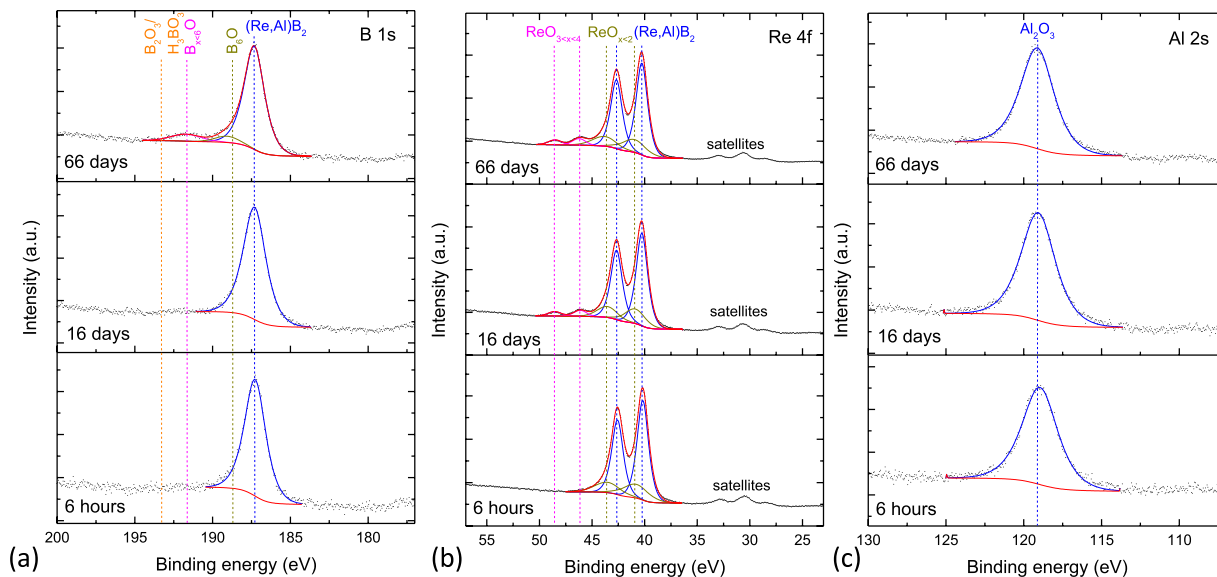 B₂O₃/
H₃BO₃
Bₓ<₆O
B₆O
(Re,Al)B₂
B 1s
66 days
16 days
6 hours
Intensity (a.u.)
200 195 190 185 180
Binding energy (eV)
(a)
ReO₃<ₓ<₄
ReOₓ<₂
(Re,Al)B₂
Re 4f
satellites
66 days
satellites
16 days
satellites
6 hours
Intensity (a.u.)
55 50 45 40 35 30 25
Binding energy (eV)
(b)
Al₂O₃
Al 2s
66 days
16 days
6 hours
Intensity (a.u.)
130 125 120 115 110
Binding energy (eV)
(c)